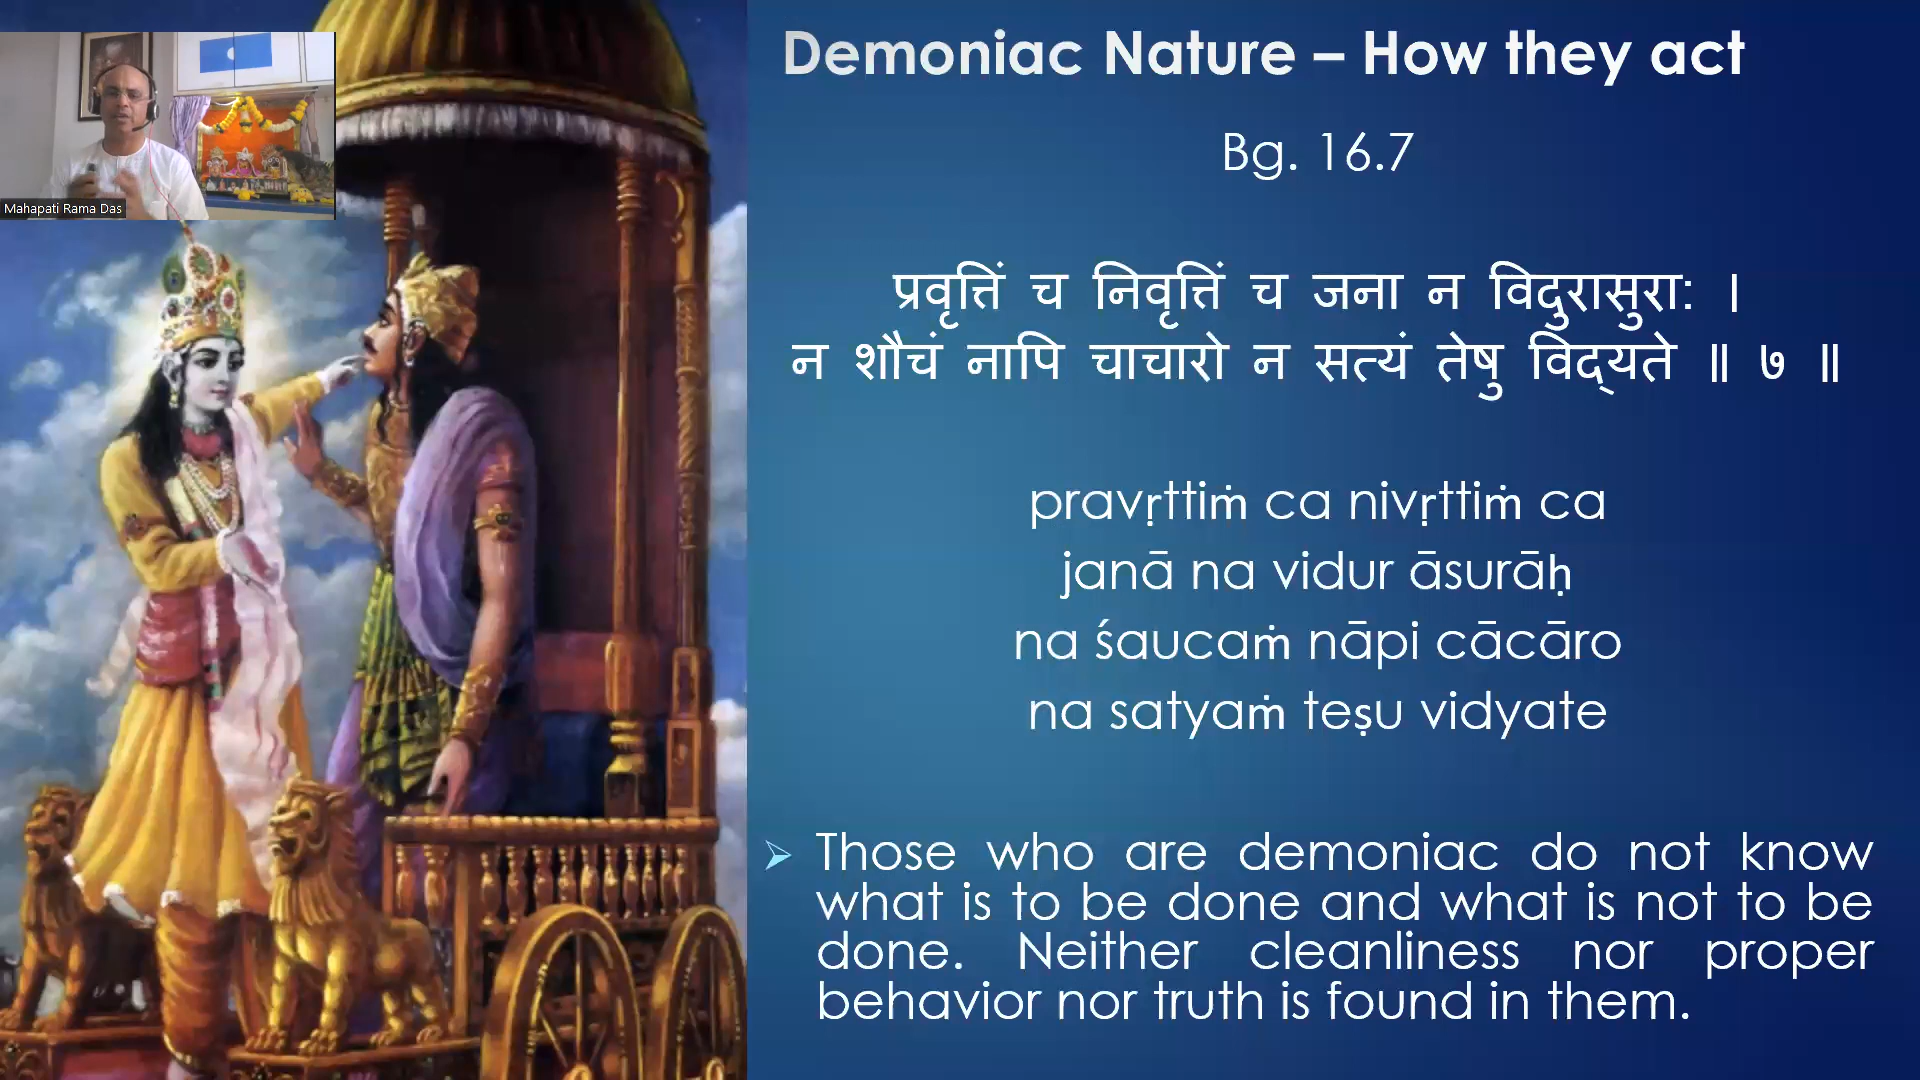 Demoniac Nature – How they act
Mahapati Rama Das
Bg. 16.7
प्रवृत्तिं च निवृत्तिं च जना न विदुरासुरा: ।
न शौचं नापि चाचारो न सत्यं तेषु विद्‌यते ॥ ७ ॥
pravṛttiṁ ca nivṛttiṁ ca
janā na vidur āsurāḥ
na śaucaṁ nāpi cācāro
na satyaṁ teṣu vidyate
➢ Those who are demoniac do not know
what is to be done and what is not to be
done. Neither cleanliness nor proper
behavior nor truth is found in them.